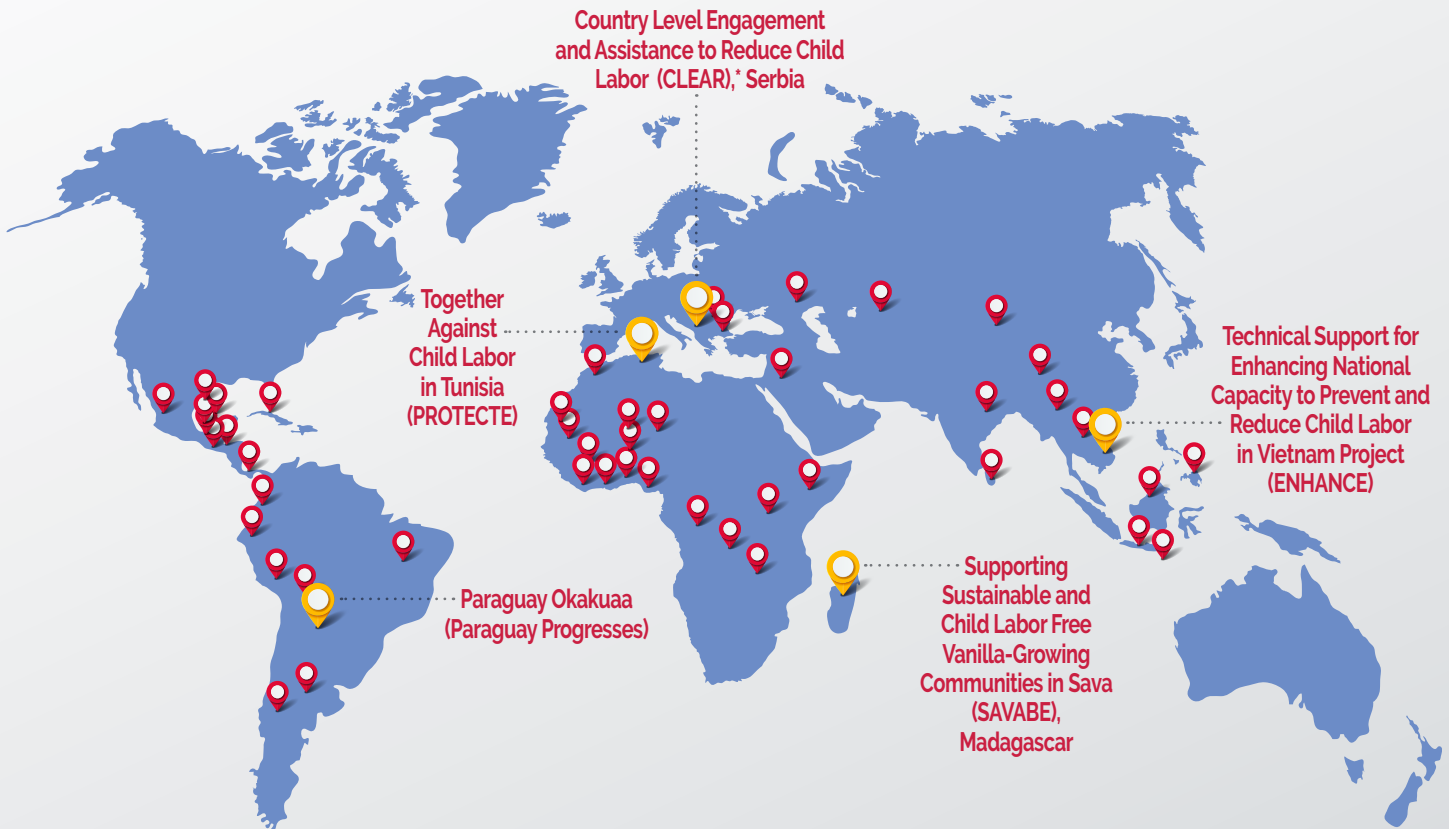 Country Level Engagement
and Assistance to Reduce Child
Labor (CLEAR),* Serbia
Together
Against
Child Labor
in Tunisia
(PROTECTE)
Technical Support for
Enhancing National
Capacity to Prevent and
Reduce Child Labor
in Vietnam Project
(ENHANCE)
Paraguay Okakuaa
(Paraguay Progresses)
Supporting
Sustainable and
Child Labor Free
Vanilla-Growing
Communities in Sava
(SAVABE),
Madagascar